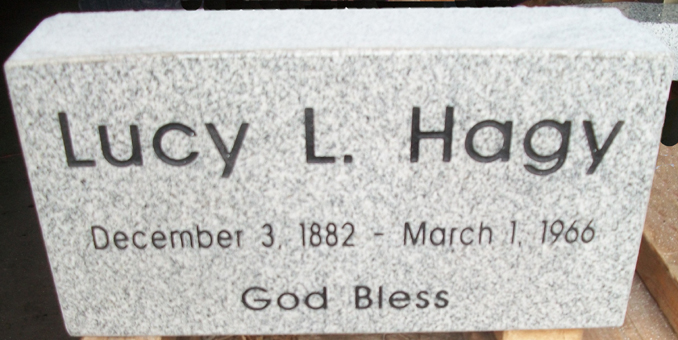 Lucy L. Hagy
December 3, 1882 - March 1, 1966
God Bless